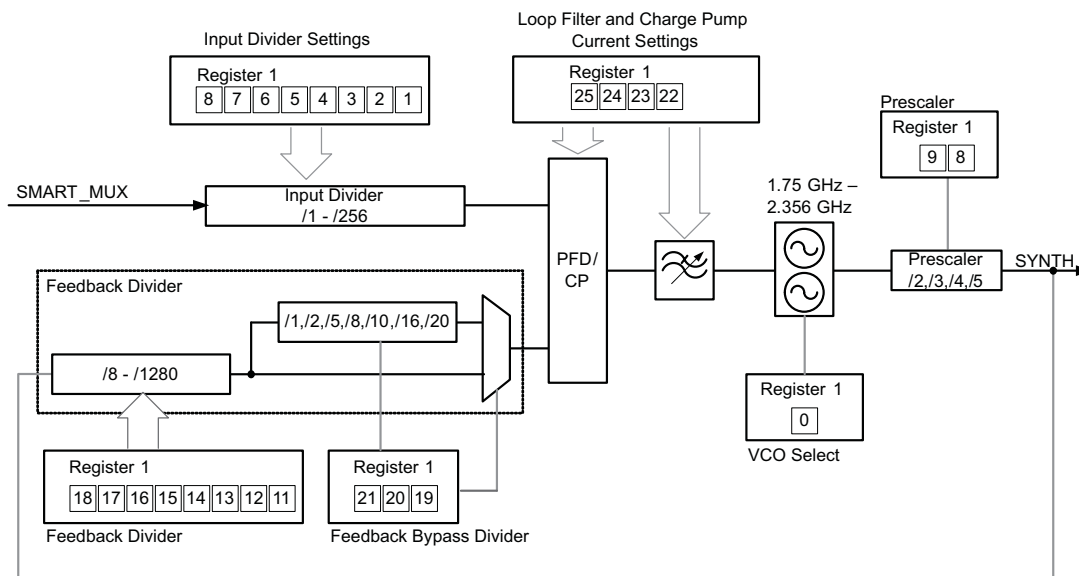 Input Divider Settings
Register 1
8 7 6 5 4 3 2 1
Loop Filter and Charge Pump
Current Settings
Register 1
25 24 23 22
Prescaler
Register 1
9 8
SMART_MUX
Input Divider
/1 - /256
1.75 GHz –
2.356 GHz
PFD/
CP
Prescaler
/2,/3,/4,/5
SYNTH
Feedback Divider
/1,/2,/5,/8,/10,/16,/20
/8 - /1280
Register 1
0
VCO Select
Register 1
18 17 16 15 14 13 12 11
Feedback Divider
Register 1
21 20 19
Feedback Bypass Divider